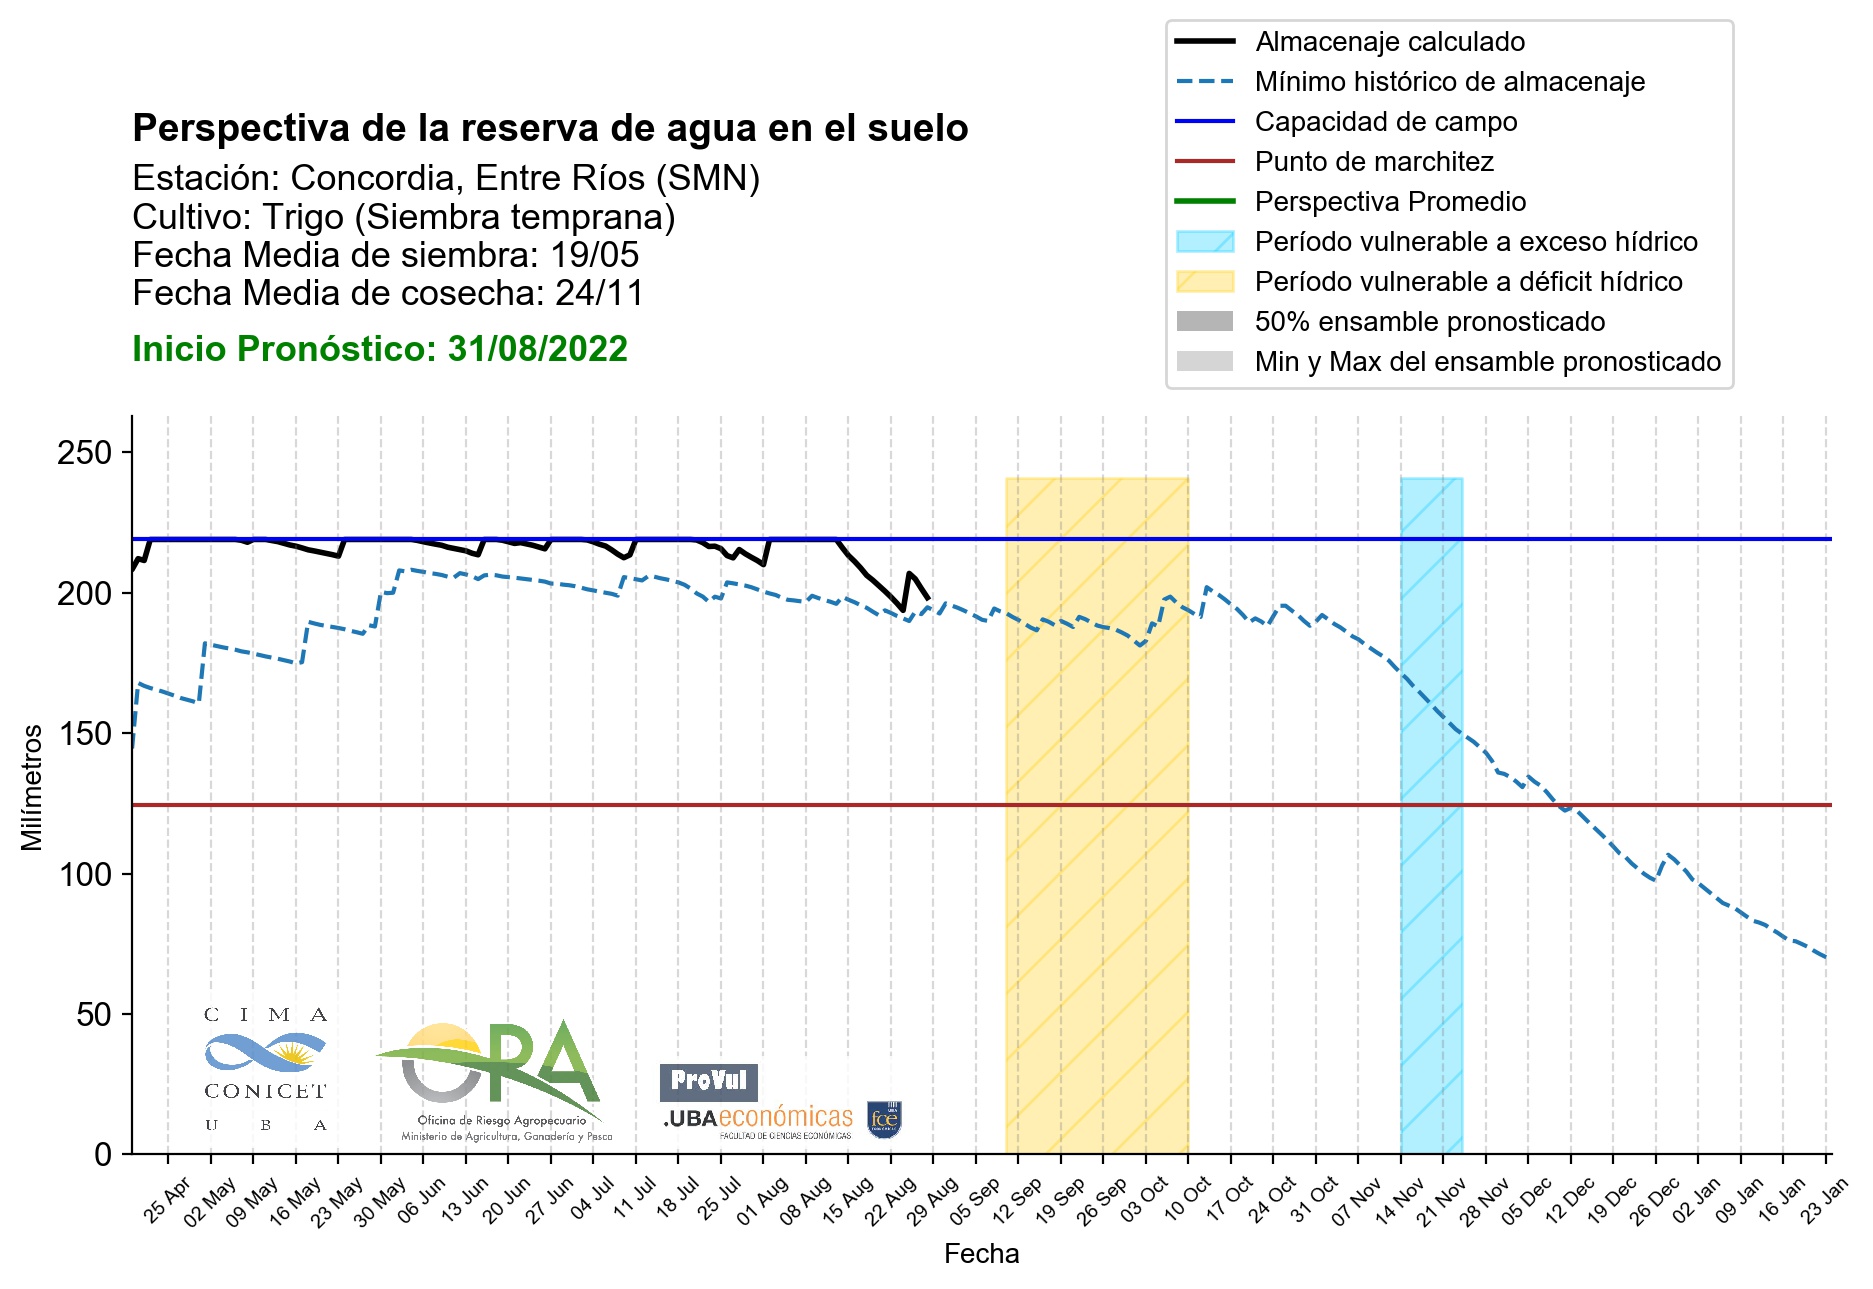 Almacenaje calculado
Mínimo histórico de almacenaje
Capacidad de campo
Punto de marchitez
Perspectiva Promedio
Período vulnerable a exceso hídrico
Período vulnerable a déficit hídrico
50% ensamble pronosticado
Min y Max del ensamble pronosticado
Perspectiva de la reserva de agua en el suelo
Estación: Concordia, Entre Ríos (SMN)
Cultivo: Trigo (Siembra temprana)
Fecha Media de siembra: 19/05
Fecha Media de cosecha: 24/11
Inicio Pronóstico: 31/08/2022
Milímetros
250
200
150
100
50
0
CIMA
CONICET
UBA
ORA
Oficina de Riesgo Agropecuario
Ministerio de Agricultura, Ganadería y Pesca
ProVul
.UBAeconómicas
FACULTAD DE CIENCIAS ECONÓMICAS
UBA
fce
ECONÓMICAS
25 Apr
02 May
09 May
16 May
23 May
30 May
06 Jun
13 Jun
20 Jun
27 Jun
04 Jul
11 Jul
18 Jul
25 Jul
01 Aug
08 Aug
15 Aug
22 Aug
29 Aug
05 Sep
12 Sep
19 Sep
26 Sep
03 Oct
10 Oct
17 Oct
24 Oct
31 Oct
07 Nov
14 Nov
21 Nov
28 Nov
05 Dec
12 Dec
19 Dec
26 Dec
02 Jan
09 Jan
16 Jan
23 Jan
Fecha